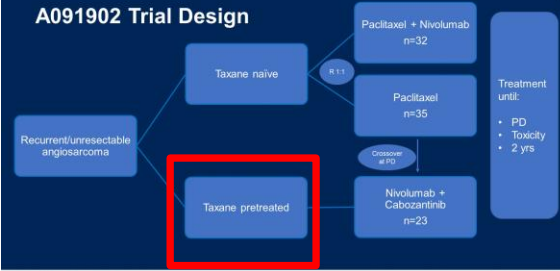 A091902 Trial Design
Recurrent/unresectable
angiosarcoma
Taxane naïve
R 1:1
Paclitaxel + Nivolumab
n=32
Paclitaxel
n=35
Crossover
at PD
Taxane pretreated
Nivolumab +
Cabozantinib
n=23
Treatment
until:
• PD
• Toxicity
• 2 yrs